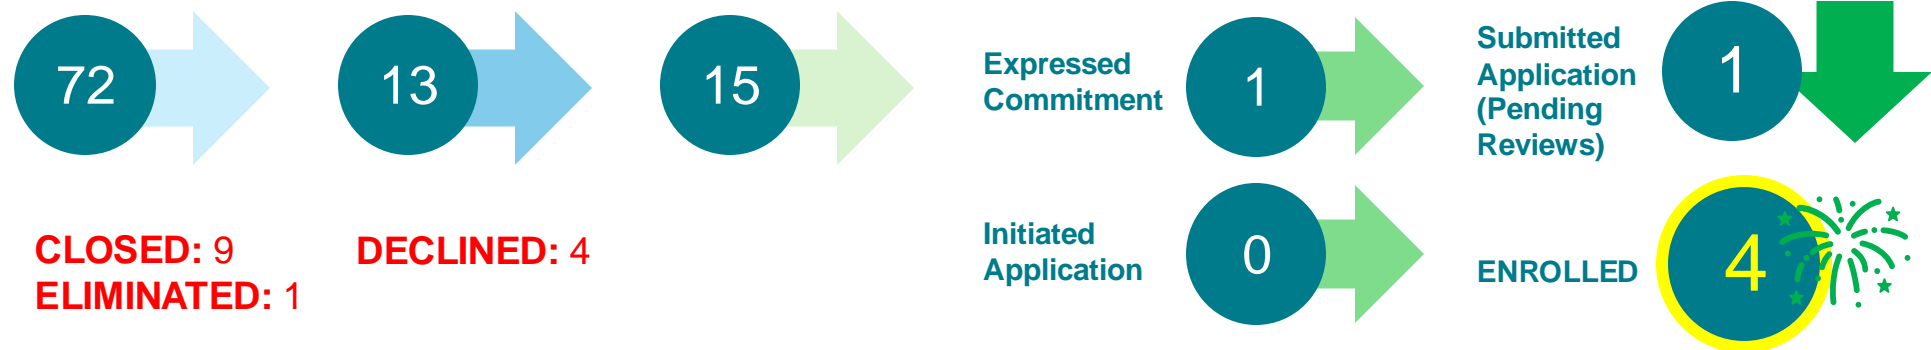 72
13
15
Expressed
Commitment
1
Submitted
Application
(Pending
Reviews)
1
CLOSED: 9
ELIMINATED: 1
DECLINED: 4
Initiated
Application
0
ENROLLED
4